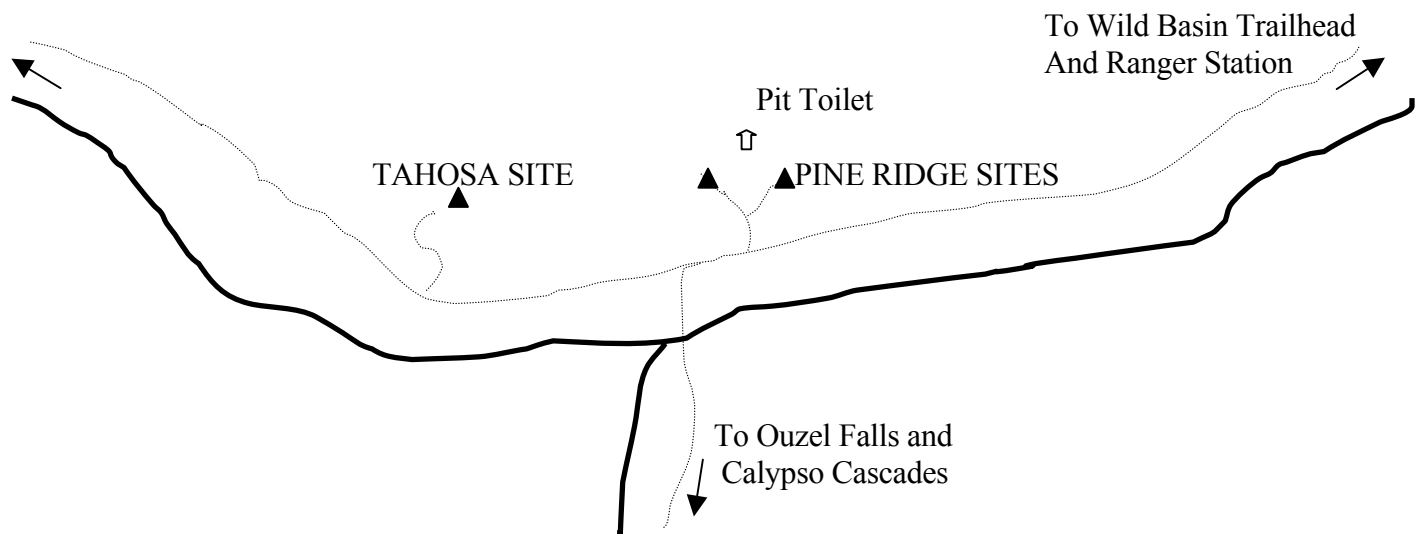 To Wild Basin Trailhead
And Ranger Station
Pit Toilet
TAHOSA SITE
PINE RIDGE SITES
To Ouzel Falls and
Calypso Cascades